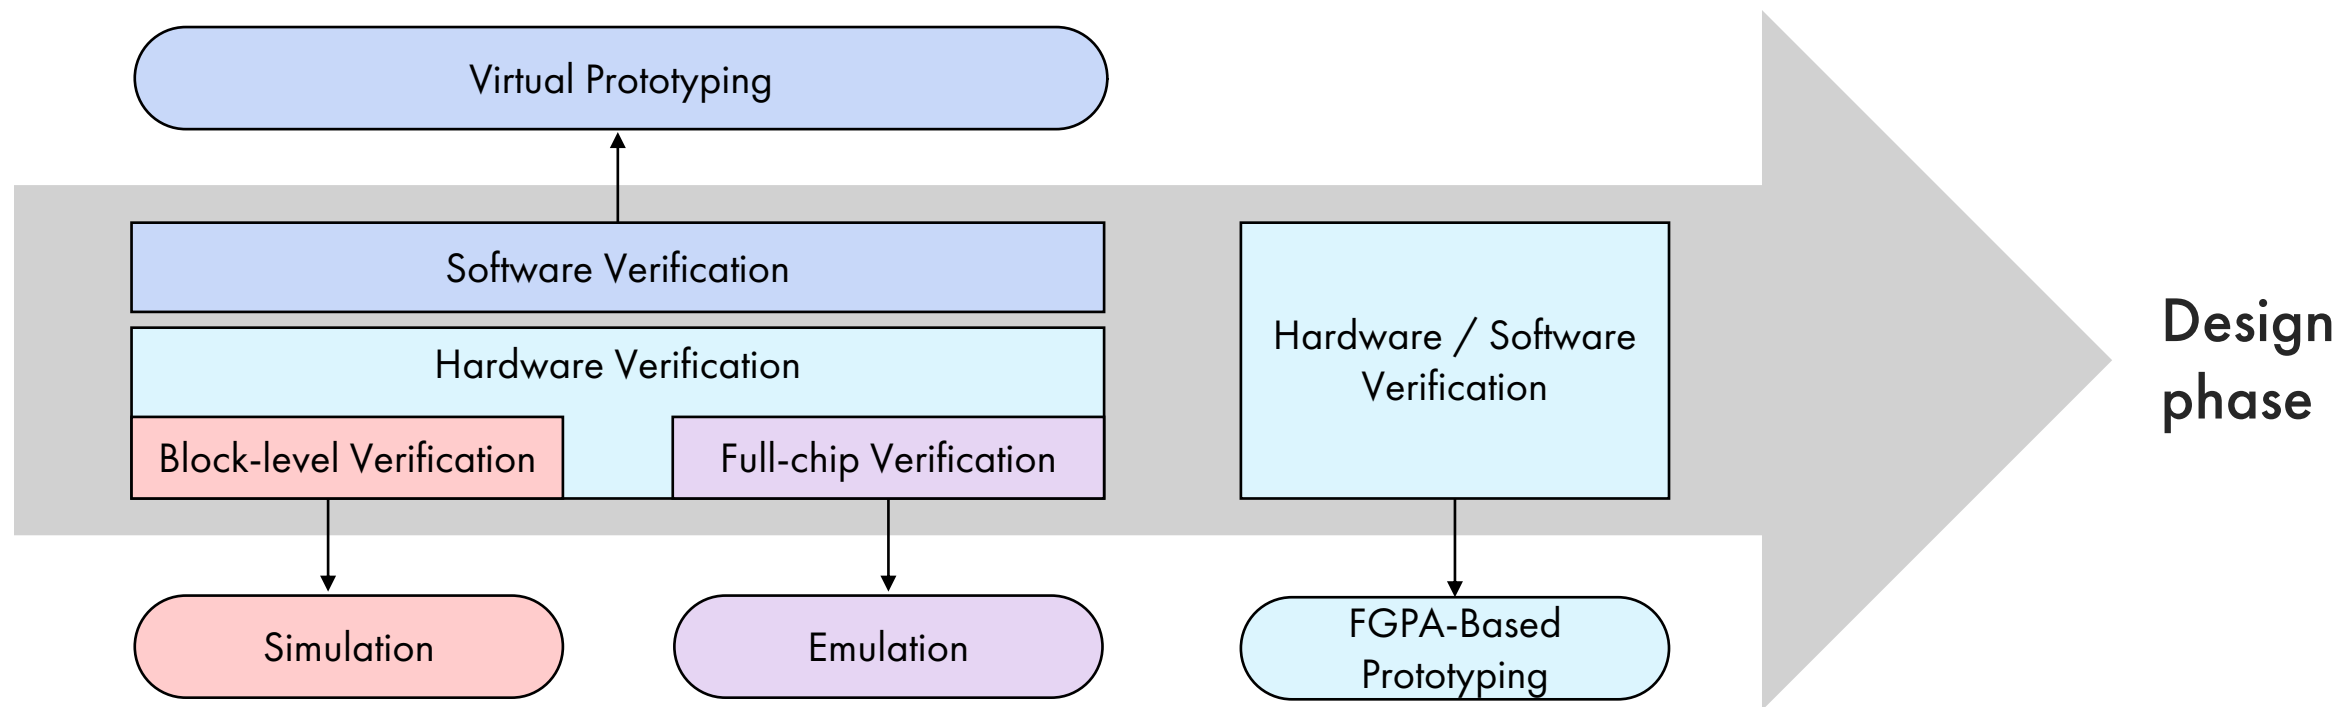 Virtual Prototyping
Software Verification
Hardware Verification
Block-level Verification
Full-chip Verification
Hardware / Software
Verification
Simulation
Emulation
FGPA-Based
Prototyping
Design
phase